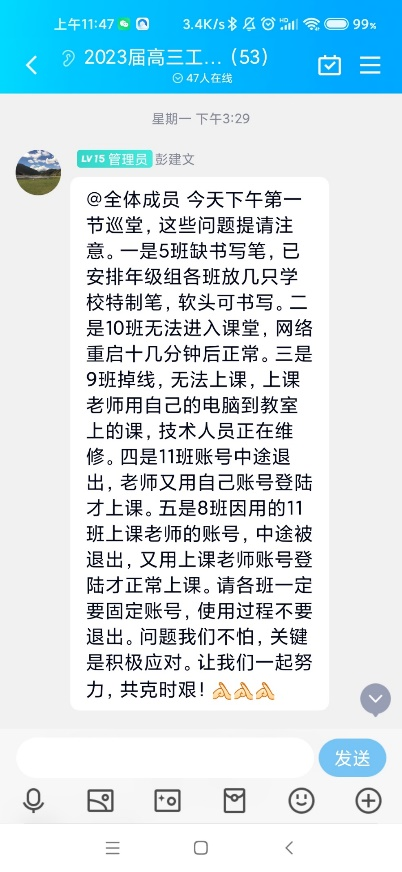 上午11:47
3.4K/s
99%
2023届高三工...（53）
47人在线
星期一 下午3:29
LV15 管理员 彭建文
@全体成员 今天下午第一
节巡堂，这些问题提请注
意。一是5班缺书写笔，已
安排年级组各班放几只学
校特制笔，软头可书写。二
是10班无法进入课堂，网络
重启十几分钟后正常。三是
9班掉线，无法上课，上课
老师用自己的电脑到教室
上的课，技术人员正在维
修。四是11班账号中途退
出，老师又用自己账号登陆
才上课。五是8班因用的11
班上课老师的账号，中途被
退出，又用上课老师账号登
陆才正常上课。请各班一定
要固定账号，使用过程不要
退出。问题我们不怕，关键
是积极应对。让我们一起努
力，共克时艰！
发送